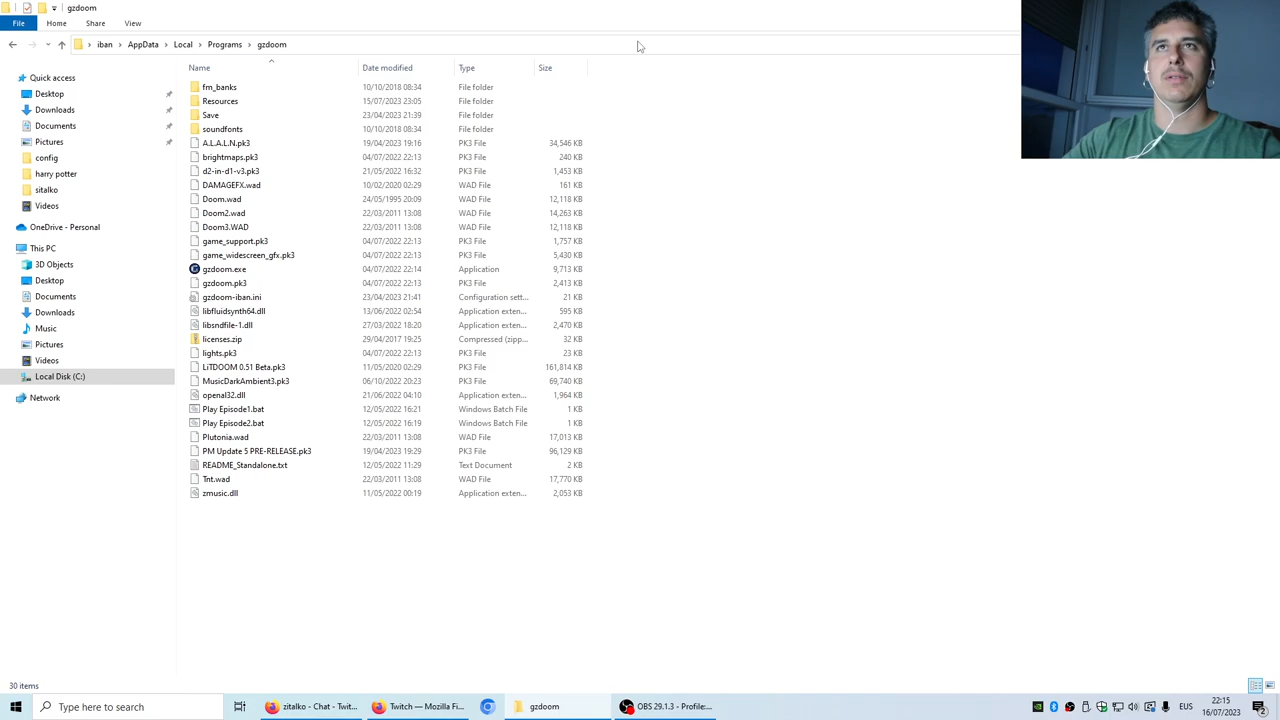 gzdoom
File Home Share View
iban AppData Local Programs gzdoom
Name Date modified Type Size
Quick access
Desktop
Downloads
Documents
Pictures
config
harry potter
sitalko
Videos
OneDrive - Personal
This PC
3D Objects
Desktop
Documents
Downloads
Music
Pictures
Videos
Local Disk (C:)
Network
fm_banks 10/10/2018 08:34 File folder
Resources 15/07/2023 23:05 File folder
Save 23/04/2023 21:39 File folder
soundfonts 10/10/2018 08:34 File folder
A.L.A.L.N.pk3 19/04/2023 19:16 PK3 File 34,546 KB
brightmaps.pk3 04/07/2022 22:13 PK3 File 240 KB
d2-in-d1-v3.pk3 21/05/2022 16:32 PK3 File 1,453 KB
DAMAGEFX.wad 10/02/2020 02:29 WAD File 161 KB
Doom.wad 24/05/1995 20:09 WAD File 12,118 KB
Doom2.wad 22/03/2011 13:08 WAD File 14,263 KB
Doom3.WAD 22/03/2011 13:08 WAD File 12,118 KB
game_support.pk3 04/07/2022 22:13 PK3 File 1,757 KB
game_widescreen_gfx.pk3 04/07/2022 22:13 PK3 File 5,430 KB
gzdoom.exe 04/07/2022 22:14 Application 9,713 KB
gzdoom.pk3 04/07/2022 22:13 PK3 File 2,413 KB
gzdoom-iban.ini 23/04/2023 21:41 Configuration sett... 21 KB
libfluidsynth64.dll 13/06/2022 02:54 Application exten... 595 KB
libsndfile-1.dll 27/03/2022 18:20 Application exten... 2,470 KB
licenses.zip 29/04/2017 19:25 Compressed (zipp... 32 KB
lights.pk3 04/07/2022 22:13 PK3 File 23 KB
LiTDOOM 0.51 Beta.pk3 11/05/2020 02:29 PK3 File 161,814 KB
MusicDarkAmbient3.pk3 06/10/2022 20:23 PK3 File 69,740 KB
openal32.dll 21/06/2022 04:10 Application exten... 1,964 KB
Play Episode1.bat 12/05/2022 16:21 Windows Batch File 1 KB
Play Episode2.bat 12/05/2022 16:19 Windows Batch File 1 KB
Plutonia.wad 22/03/2011 13:08 WAD File 17,013 KB
PM Update 5 PRE-RELEASE.pk3 19/04/2023 19:29 PK3 File 96,129 KB
README_Standalone.txt 12/05/2022 11:29 Text Document 2 KB
Tnt.wad 22/03/2011 13:08 WAD File 17,770 KB
zmusic.dll 11/05/2022 00:19 Application exten... 2,053 KB
30 items
Type here to search
zitalko - Chat - Twit...
Twitch — Mozilla Fi...
gzdoom
OBS 29.1.3 - Profile:...
EUS
22:15
16/07/2023
2